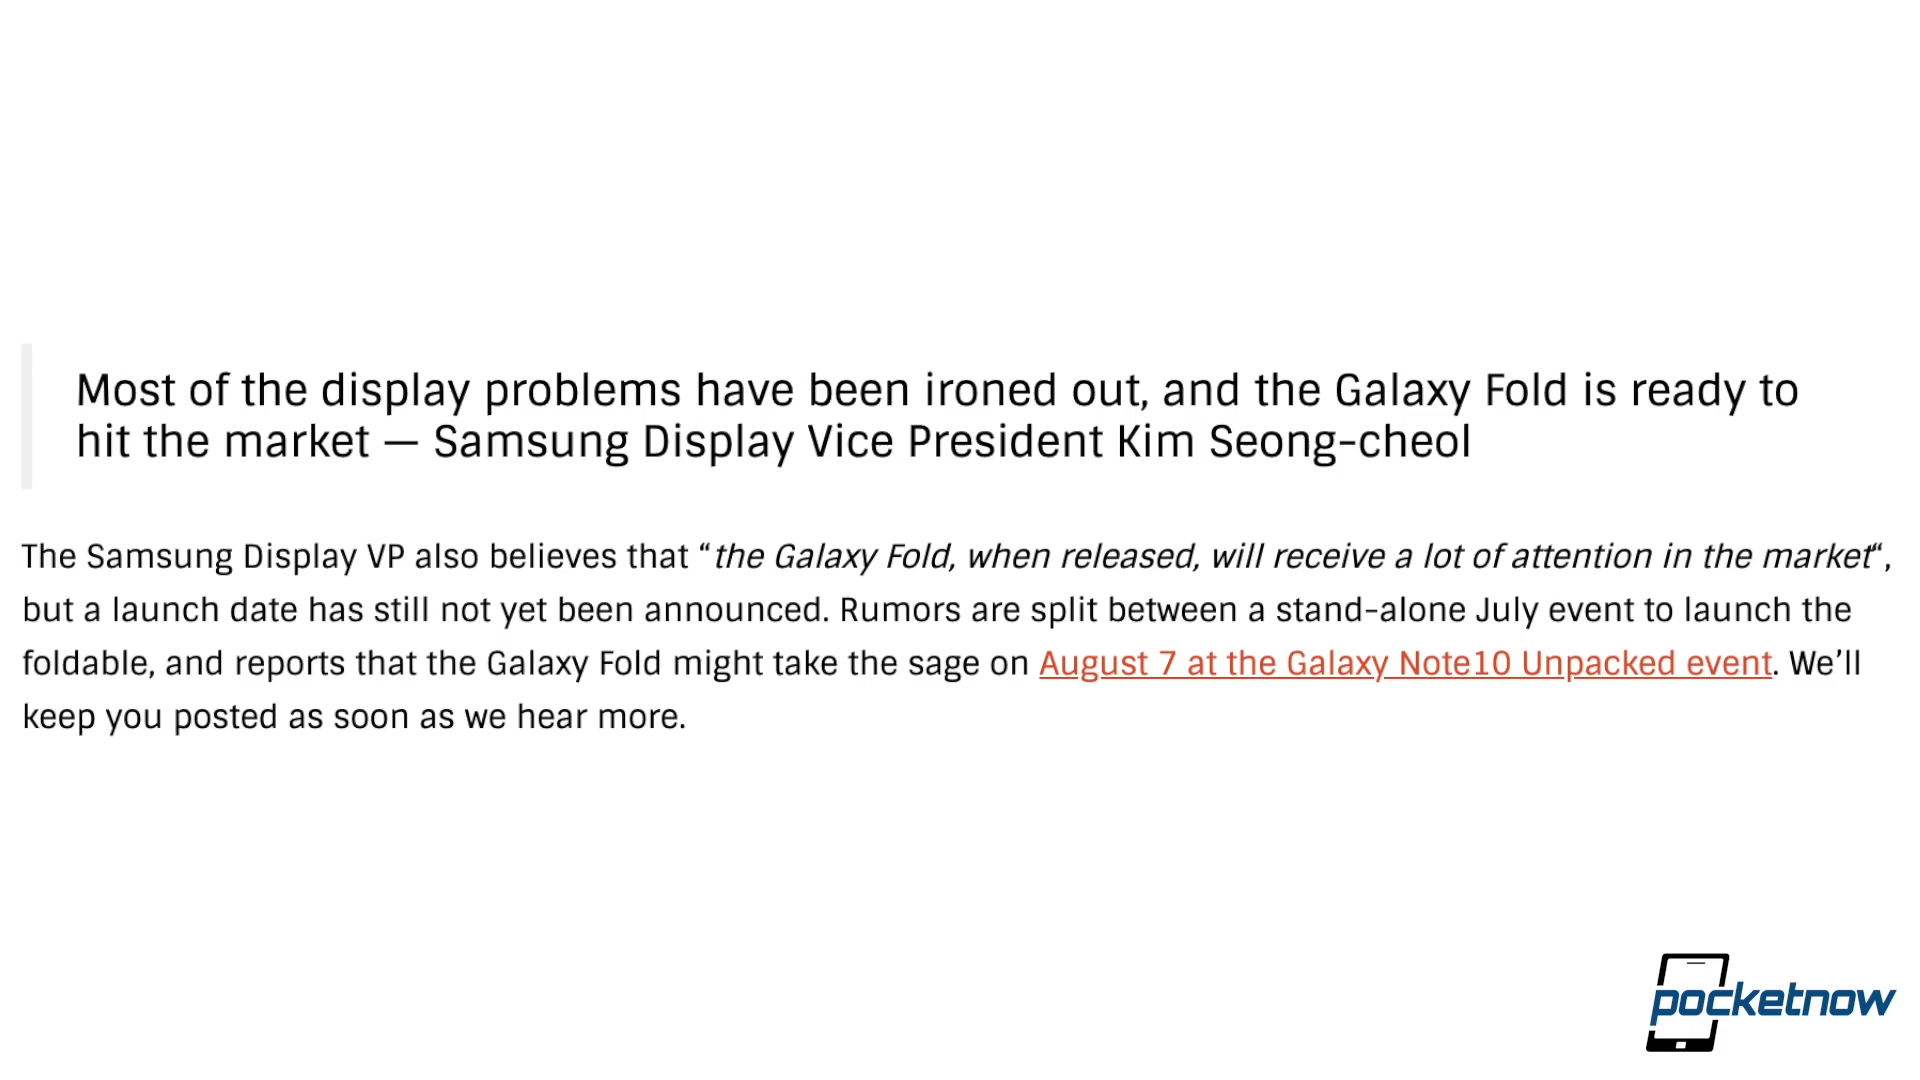 Most of the display problems have been ironed out, and the Galaxy Fold is ready to
hit the market — Samsung Display Vice President Kim Seong-cheol
The Samsung Display VP also believes that “the Galaxy Fold, when released, will receive a lot of attention in the market“,
but a launch date has still not yet been announced. Rumors are split between a stand-alone July event to launch the
foldable, and reports that the Galaxy Fold might take the sage on August 7 at the Galaxy Note10 Unpacked event. We’ll
keep you posted as soon as we hear more.
pocketnow